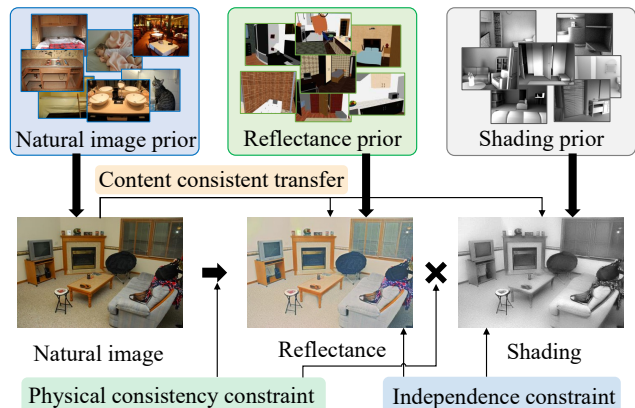 Natural image prior
Reflectance prior
Shading prior
Content consistent transfer
Natural image
Reflectance
Shading
Physical consistency constraint
Independence constraint